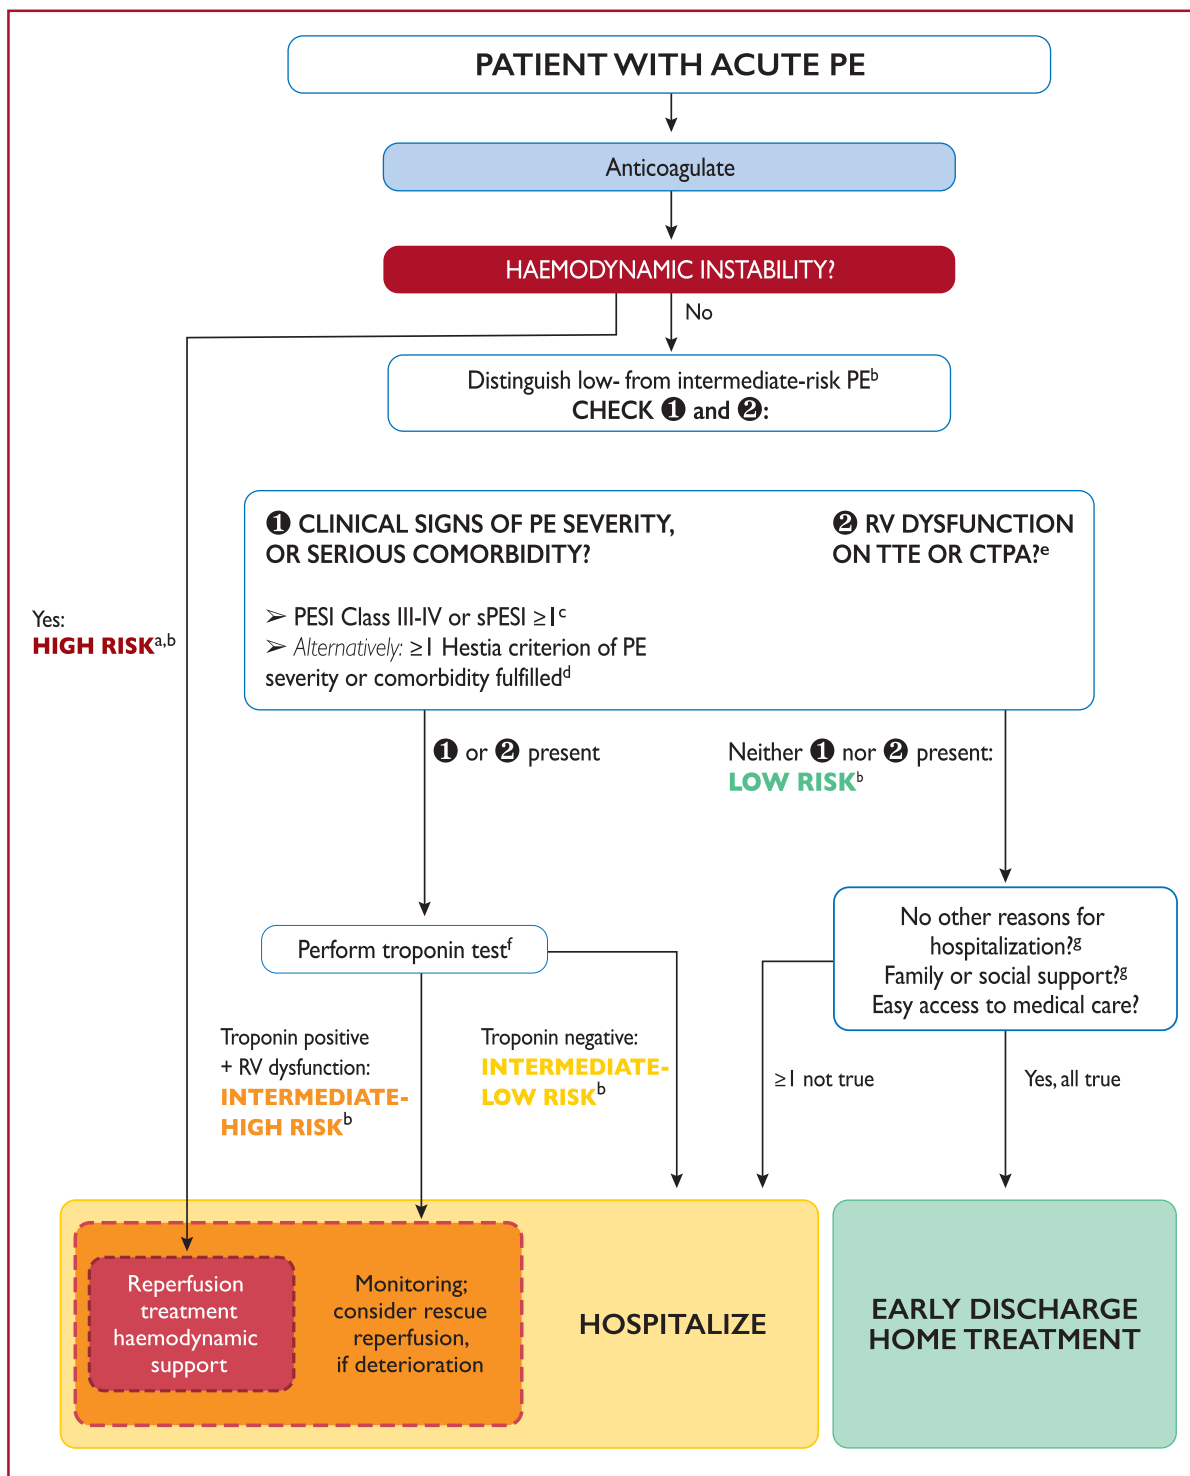 PATIENT WITH ACUTE PE
Anticoagulate
HAEMODYNAMIC INSTABILITY?
No
Distinguish low- from intermediate-risk PEᵇ
CHECK ❶ and ❷:
❶ CLINICAL SIGNS OF PE SEVERITY,
OR SERIOUS COMORBIDITY?
➢ PESI Class III-IV or sPESI ≥1ᶜ
➢ Alternatively: ≥1 Hestia criterion of PE
severity or comorbidity fulfilledᵈ
❷ RV DYSFUNCTION
ON TTE OR CTPA?ᵉ
Yes:
HIGH RISKᵃ,ᵇ
❶ or ❷ present
Neither ❶ nor ❷ present:
LOW RISKᵇ
Perform troponin testᶠ
No other reasons for
hospitalization?ᵍ
Family or social support?ᵍ
Easy access to medical care?
Troponin positive
+ RV dysfunction:
INTERMEDIATE-
HIGH RISKᵇ
Troponin negative:
INTERMEDIATE-
LOW RISKᵇ
≥1 not true
Yes, all true
Reperfusion
treatment
haemodynamic
support
Monitoring;
consider rescue
reperfusion,
if deterioration
HOSPITALIZE
EARLY DISCHARGE
HOME TREATMENT